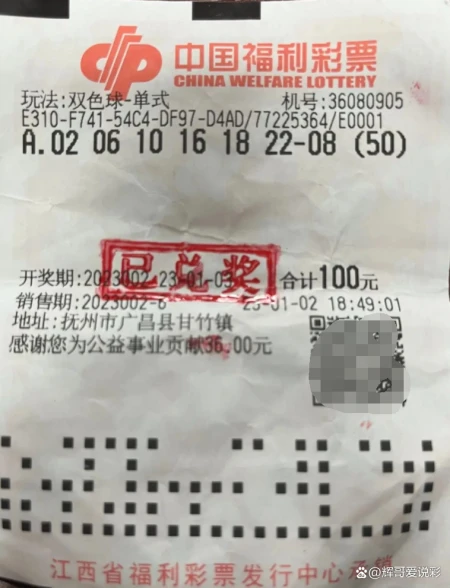 中国福利彩票
CHINA WELFARE LOTTERY
玩法:双色球-单式 机号:36080905
E310-F741-54C4-DF97-D4AD/77225364/E0001
A.02 06 10 16 18 22-08 (50)
已兑奖
开奖期:2023002 23-01-03 合计100元
销售期:2023002-6 23-01-02 18:49:01
地址:抚州市广昌县甘竹镇
感谢您为公益事业贡献36.00元
江西省福利彩票发行中心承销
Baidu 辉哥爱说彩